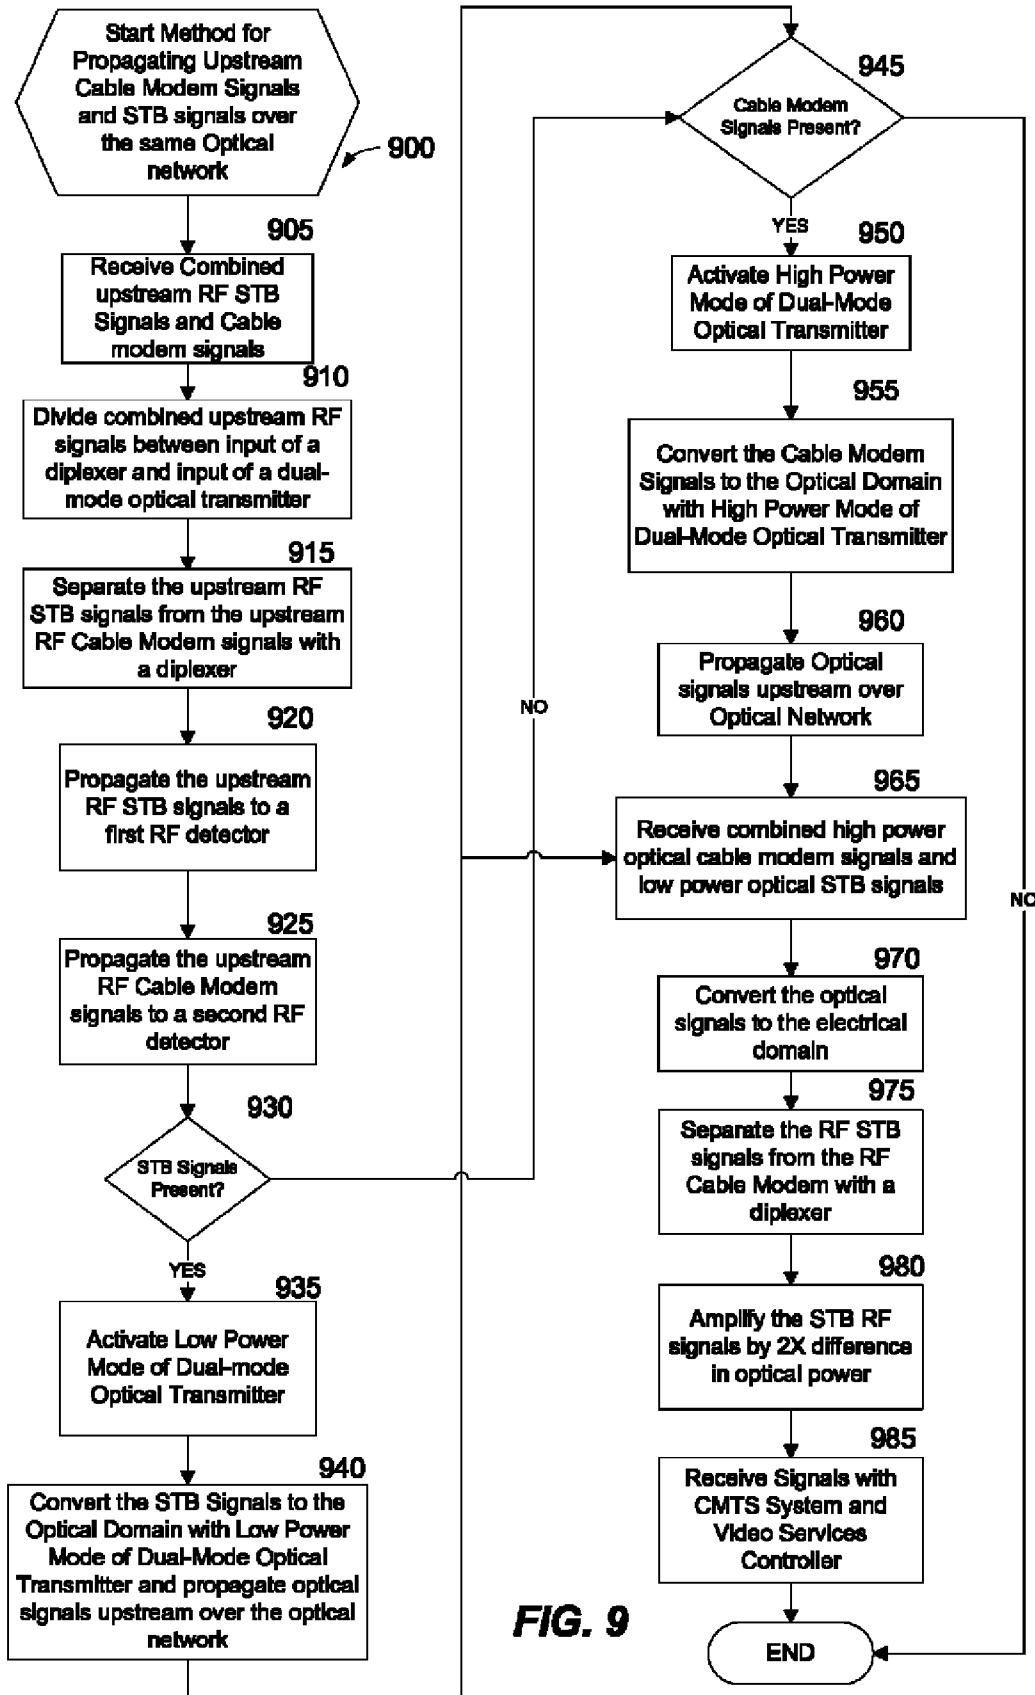 Start Method for
Propagating Upstream
Cable Modem Signals
and STB signals over
the same Optical
network
900
905
Receive Combined
upstream RF STB
Signals and Cable
modem signals
910
Divide combined upstream RF
signals between input of a
diplexer and input of a dual-
mode optical transmitter
915
Separate the upstream RF
STB signals from the upstream
RF Cable Modem signals with
a diplexer
920
Propagate the upstream
RF STB signals to a
first RF detector
925
Propagate the upstream
RF Cable Modem
signals to a second RF
detector
930
STB Signals
Present?
NO
YES
935
Activate Low Power
Mode of Dual-mode
Optical Transmitter
940
Convert the STB Signals to the
Optical Domain with Low Power
Mode of Dual-Mode Optical
Transmitter and propagate optical
signals upstream over the optical
network
945
Cable Modem
Signals Present?
YES
NO
950
Activate High Power
Mode of Dual-Mode
Optical Transmitter
955
Convert the Cable Modem
Signals to the Optical Domain
with High Power Mode of
Dual-Mode Optical Transmitter
960
Propagate Optical
signals upstream over
Optical Network
965
Receive combined high power
optical cable modem signals and
low power optical STB signals
970
Convert the optical
signals to the electrical
domain
975
Separate the RF STB
signals from the RF
Cable Modem with a
diplexer
980
Amplify the STB RF
signals by 2X difference
in optical power
985
Receive Signals with
CMTS System and
Video Services
Controller
END
FIG. 9